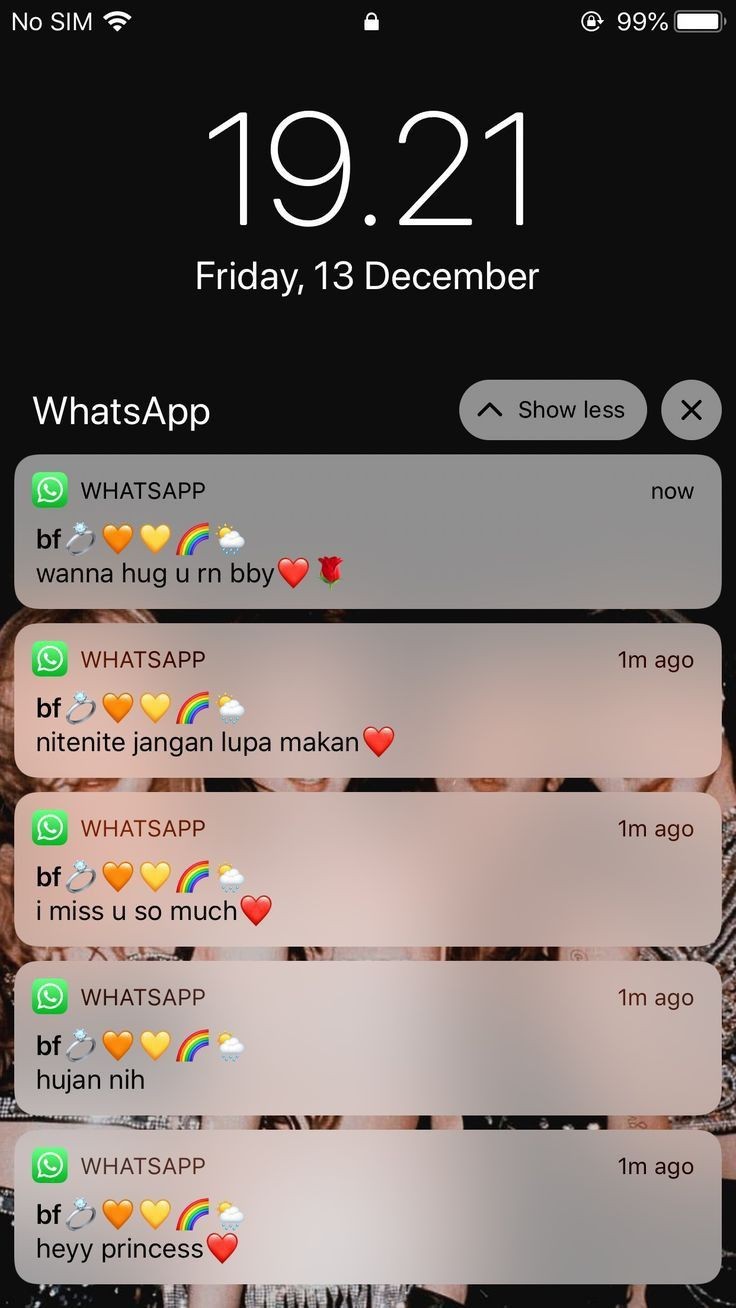 No SIM 99%
19.21
Friday, 13 December
WhatsApp Show less
WHATSAPP now
bf💍🧡💛🌈🌦️
wanna hug u rn bby❤️🌹
WHATSAPP 1m ago
bf💍🧡💛🌈🌦️
nitenite jangan lupa makan❤️
WHATSAPP 1m ago
bf💍🧡💛🌈🌦️
i miss u so much❤️
WHATSAPP 1m ago
bf💍🧡💛🌈🌦️
hujan nih
WHATSAPP 1m ago
bf💍🧡💛🌈🌦️
heyy princess❤️